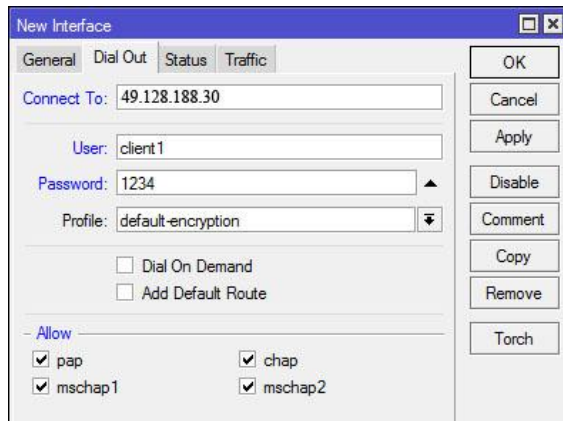 New Interface
General Dial Out Status Traffic
Connect To: 49.128.188.30
User: client1
Password: 1234
Profile: default-encryption
Dial On Demand
Add Default Route
Allow
pap chap
mschap1 mschap2
OK
Cancel
Apply
Disable
Comment
Copy
Remove
Torch